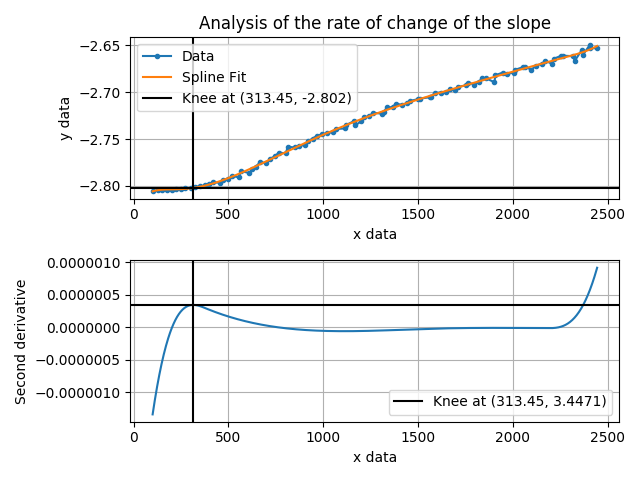 Analysis of the rate of change of the slope
−2.65
−2.70
−2.75
−2.80
y data
Data
Spline Fit
Knee at (313.45, -2.802)
0
500
1000
1500
2000
2500
x data
0.0000010
0.0000005
0.0000000
−0.0000005
−0.0000010
Second derivative
Knee at (313.45, 3.4471)
0
500
1000
1500
2000
2500
x data